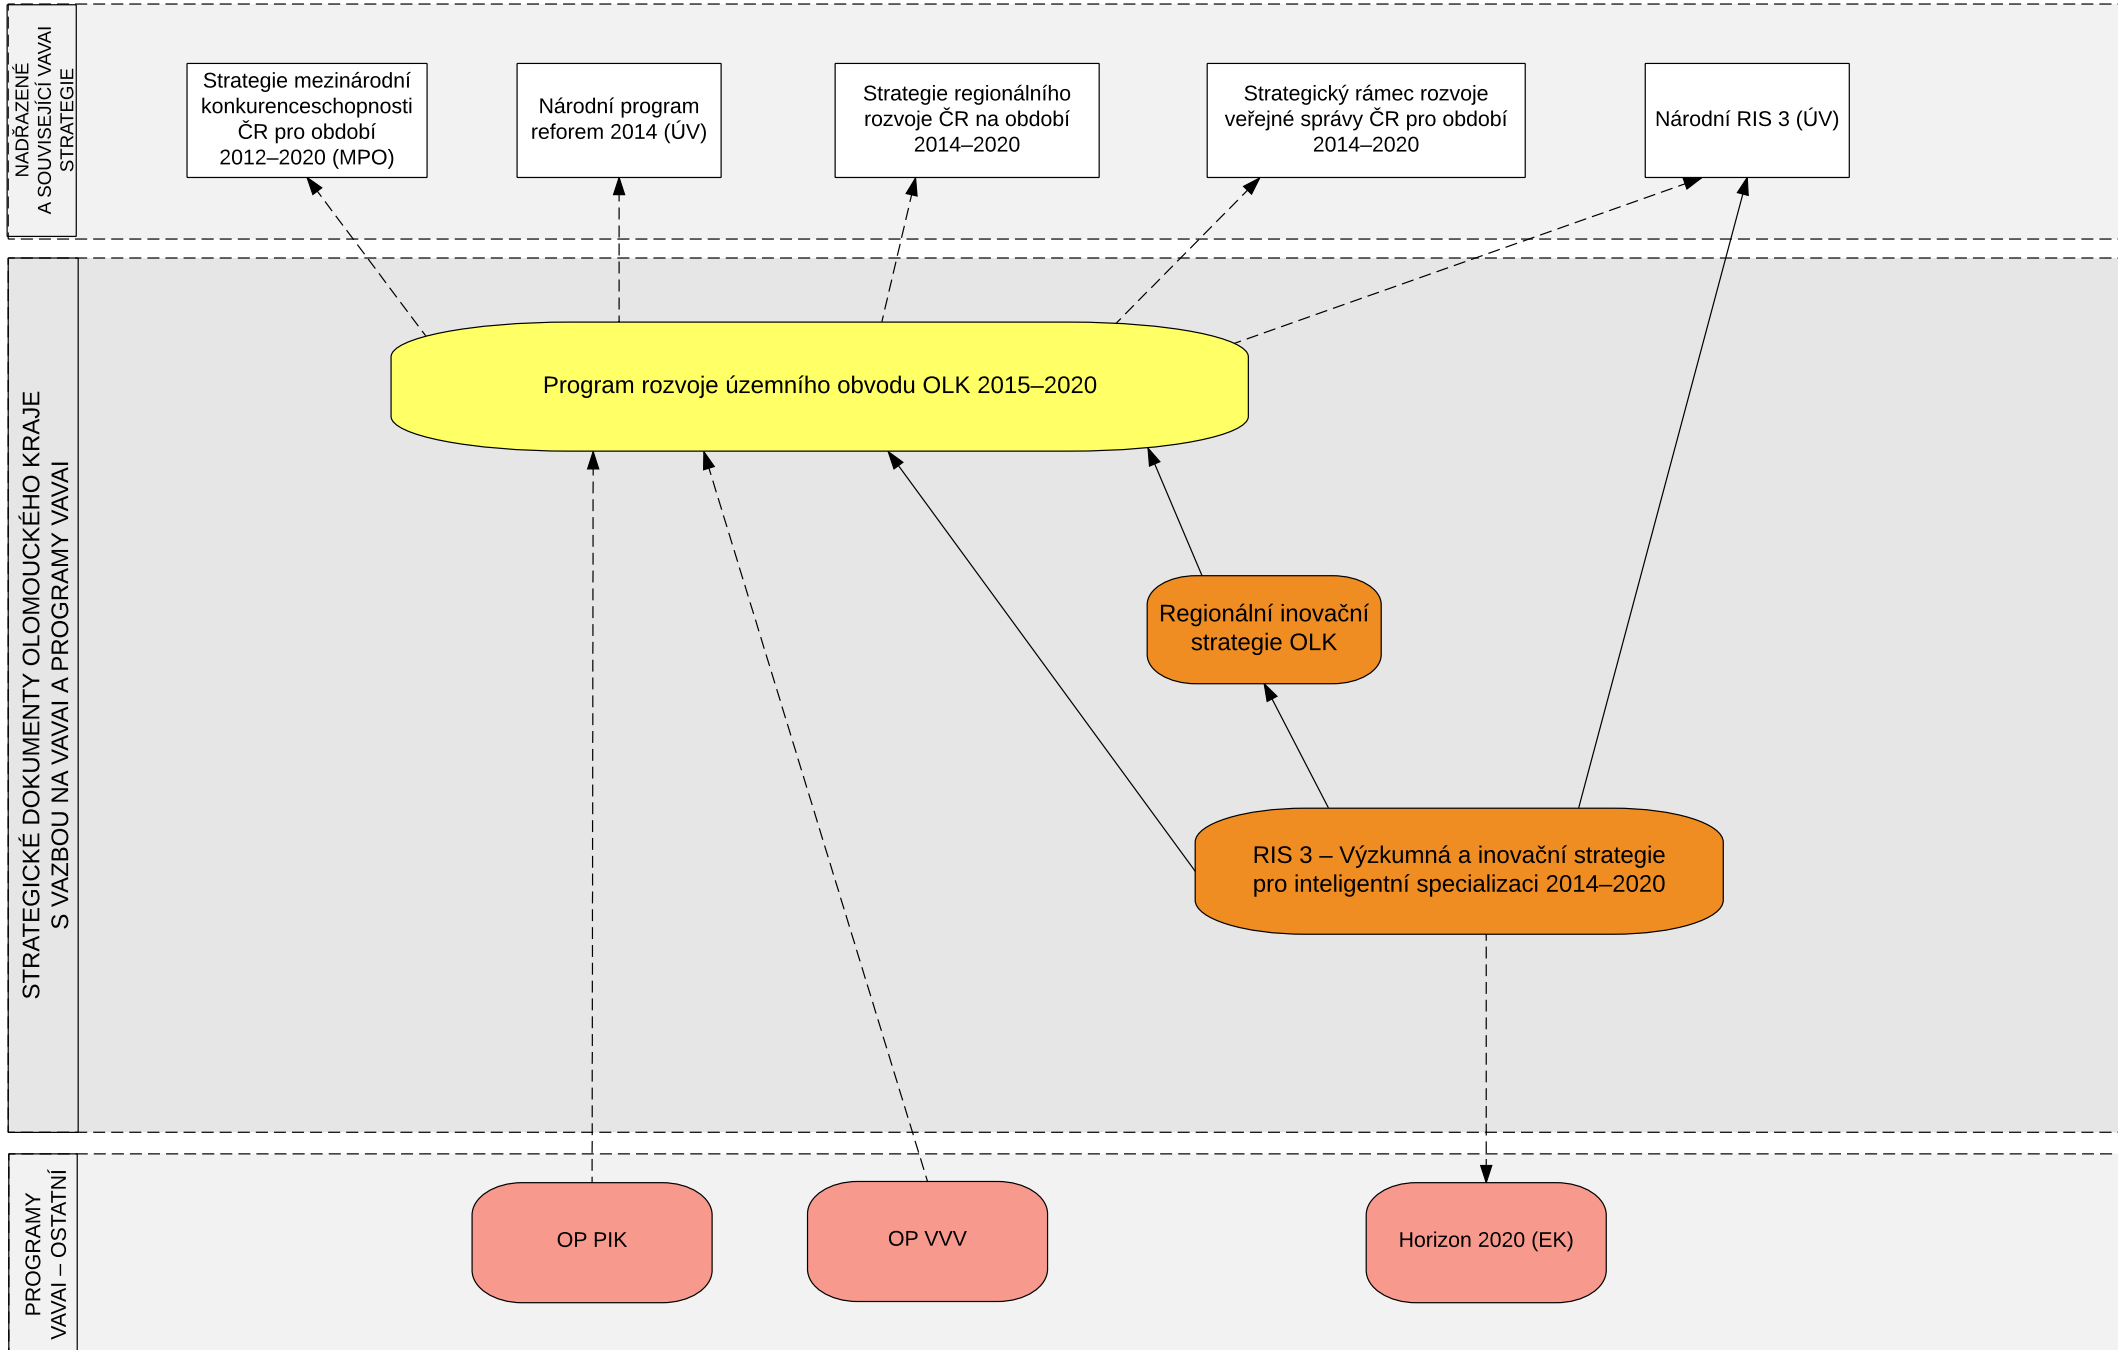 NADŘAZENÉ
A SOUVISEJÍCÍ VAVAI
STRATEGIE
Strategie mezinárodní
konkurenceschopnosti
ČR pro období
2012–2020 (MPO)
Národní program
reforem 2014 (ÚV)
Strategie regionálního
rozvoje ČR na období
2014–2020
Strategický rámec rozvoje
veřejné správy ČR pro období
2014–2020
Národní RIS 3 (ÚV)
STRATEGICKÉ DOKUMENTY OLOMOUCKÉHO KRAJE
S VAZBOU NA VAVAI A PROGRAMY VAVAI
Program rozvoje územního obvodu OLK 2015–2020
Regionální inovační
strategie OLK
RIS 3 – Výzkumná a inovační strategie
pro inteligentní specializaci 2014–2020
PROGRAMY
VAVAI – OSTATNÍ
OP PIK
OP VVV
Horizon 2020 (EK)